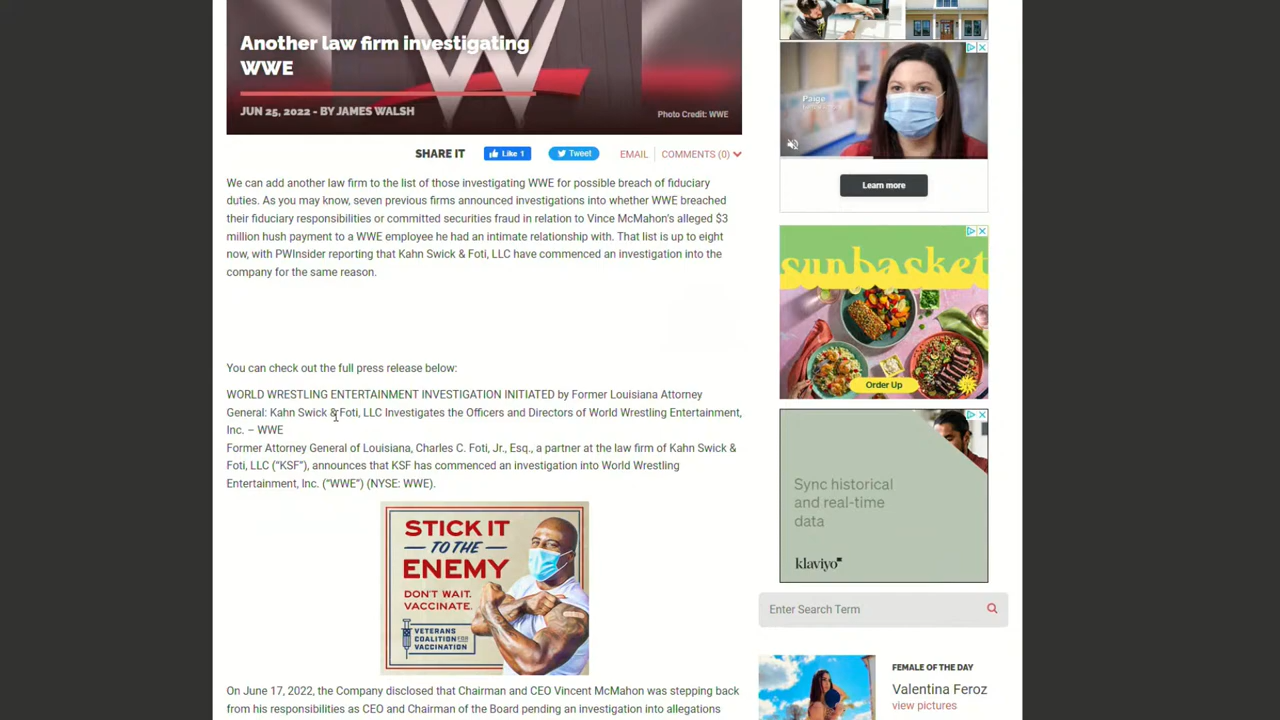 Another law firm investigating
WWE
JUN 25, 2022 - BY JAMES WALSH
Photo Credit: WWE
SHARE IT
Like 1
Tweet
EMAIL
COMMENTS (0)
We can add another law firm to the list of those investigating WWE for possible breach of fiduciary
duties. As you may know, seven previous firms announced investigations into whether WWE breached
their fiduciary responsibilities or committed securities fraud in relation to Vince McMahon's alleged $3
million hush payment to a WWE employee he had an intimate relationship with. That list is up to eight
now, with PWInsider reporting that Kahn Swick & Foti, LLC have commenced an investigation into the
company for the same reason.
You can check out the full press release below:
WORLD WRESTLING ENTERTAINMENT INVESTIGATION INITIATED by Former Louisiana Attorney
General: Kahn Swick & Foti, LLC Investigates the Officers and Directors of World Wrestling Entertainment,
Inc. – WWE
Former Attorney General of Louisiana, Charles C. Foti, Jr., Esq., a partner at the law firm of Kahn Swick &
Foti, LLC (“KSF”), announces that KSF has commenced an investigation into World Wrestling
Entertainment, Inc. (“WWE”) (NYSE: WWE).
STICK IT
TO THE
ENEMY
DON'T WAIT.
VACCINATE.
VETERANS
COALITION FOR
VACCINATION
On June 17, 2022, the Company disclosed that Chairman and CEO Vincent McMahon was stepping back
from his responsibilities as CEO and Chairman of the Board pending an investigation into allegations
Paige
Learn more
sunbasket
Order Up
Sync historical
and real-time
data
klaviyo
Enter Search Term
FEMALE OF THE DAY
Valentina Feroz
view pictures